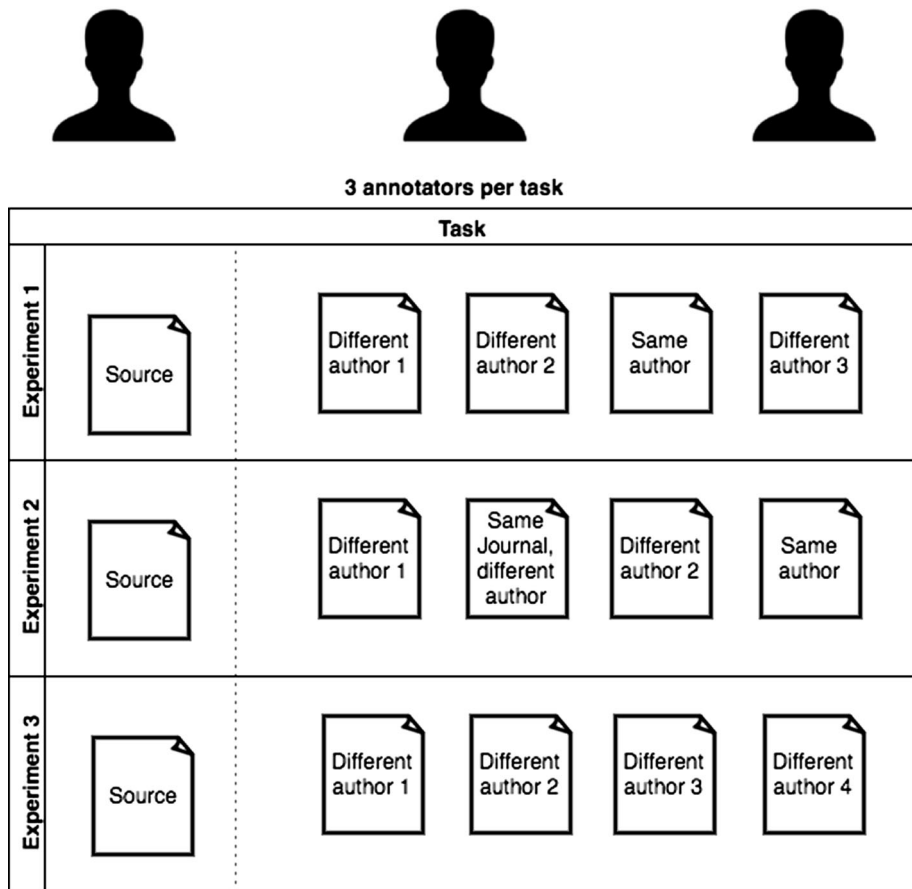 3 annotators per task
Task
Experiment 1
Source
Different
author 1
Different
author 2
Same
author
Different
author 3
Experiment 2
Source
Different
author 1
Same
Journal,
different
author
Different
author 2
Same
author
Experiment 3
Source
Different
author 1
Different
author 2
Different
author 3
Different
author 4